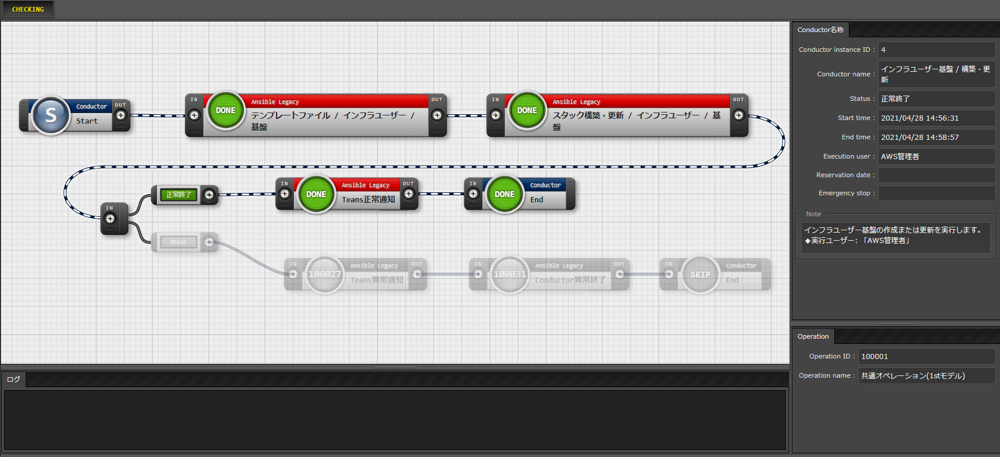 CHECKING
Conductor
Start
OUT
S
IN
DONE
Ansible Legacy
テンプレートファイル / インフラユーザー /
基盤
OUT
IN
DONE
Ansible Legacy
スタック構築・更新 / インフラユーザー / 基
盤
OUT
IN
正常終了
Other
IN
DONE
Ansible Legacy
Teams正常通知
OUT
IN
DONE
Conductor
End
IN
100027
Ansible Legacy
Teams異常通知
OUT
IN
100031
Ansible Legacy
Conductor異常終了
OUT
IN
SKIP
Conductor
End
ログ
Conductor名称
Conductor instance ID : 4
Conductor name : インフラユーザー基盤 / 構築・更
新
Status : 正常終了
Start time : 2021/04/28 14:56:31
End time : 2021/04/28 14:58:57
Execution user : AWS管理者
Reservation date :
Emergency stop :
Note
インフラユーザー基盤の作成または更新を実行します。
◆実行ユーザー: 「AWS管理者」
Operation
Operation ID : 100001
Operation name : 共通オペレーション(1stモデル)